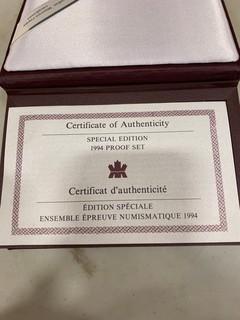 Certificate of Authenticity
SPECIAL EDITION
1994 PROOF SET
Certificat d'authenticité
ÉDITION SPÉCIALE
ENSEMBLE ÉPREUVE NUMISMATIQUE 1994